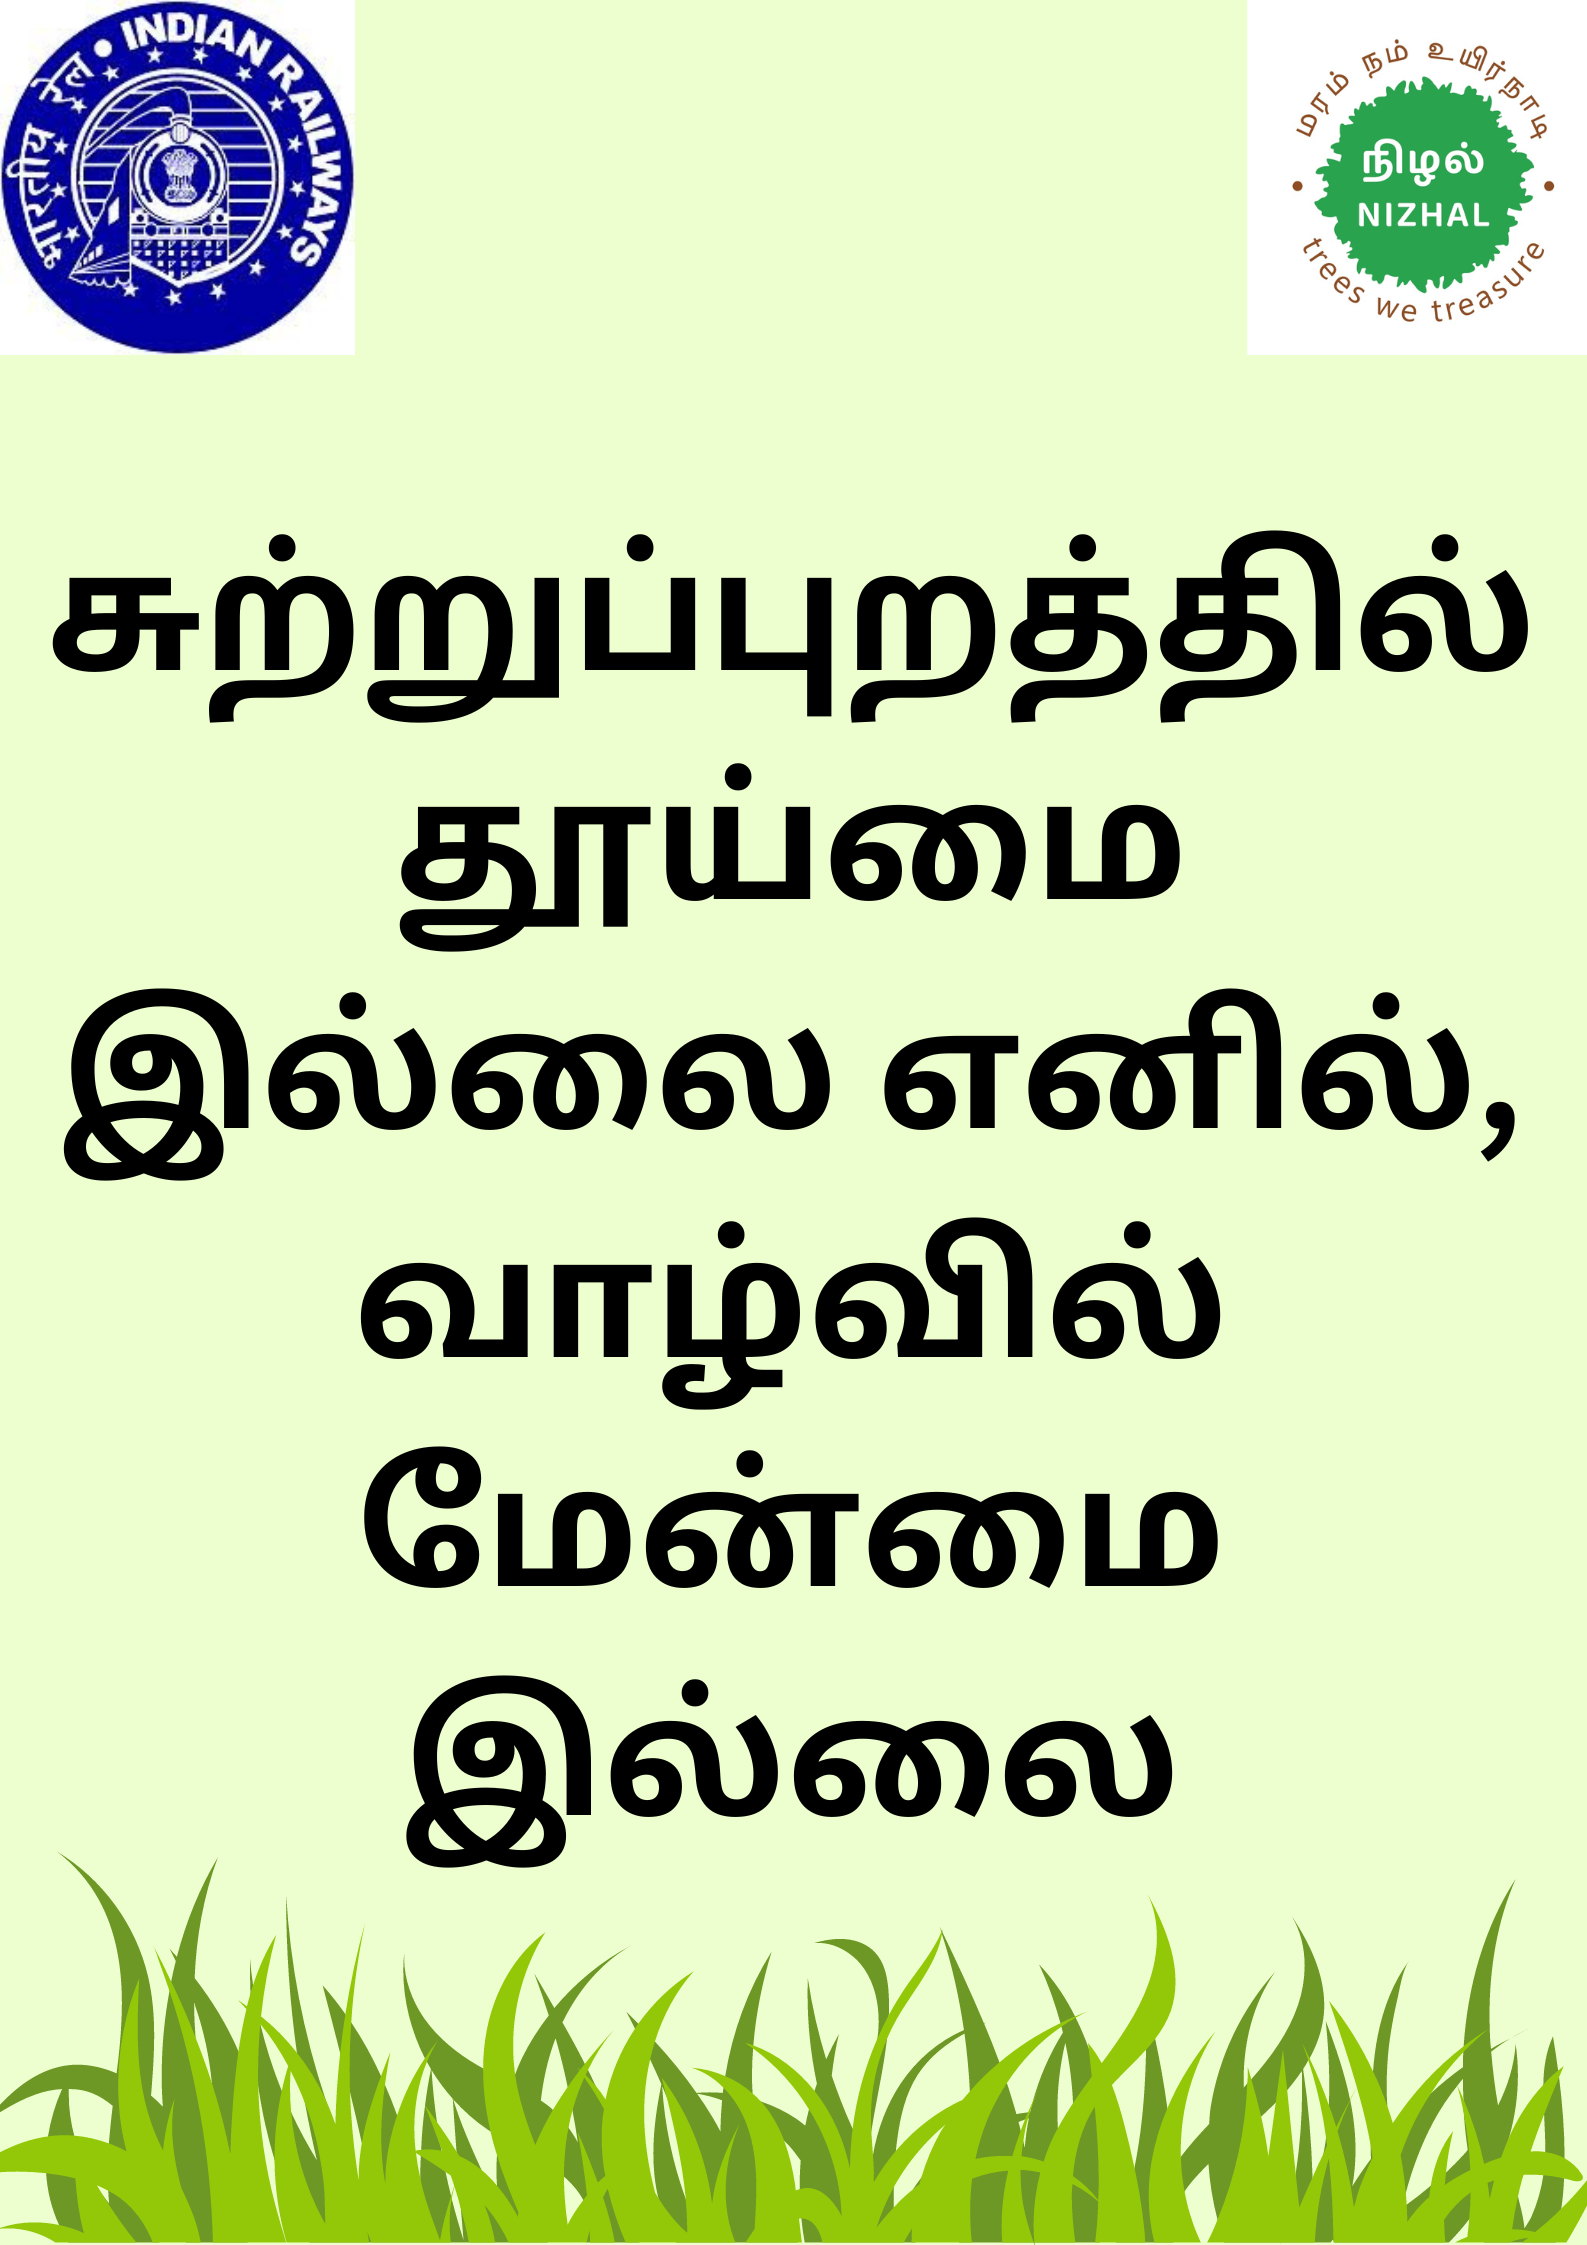 भारतीय रेल • INDIAN RAILWAYS
மரம் நம் உயிர்நாடி
நிழல்
NIZHAL
trees we treasure
சுற்றுப்புறத்தில்
தூய்மை
இல்லை எனில்,
வாழ்வில்
மேன்மை
இல்லை